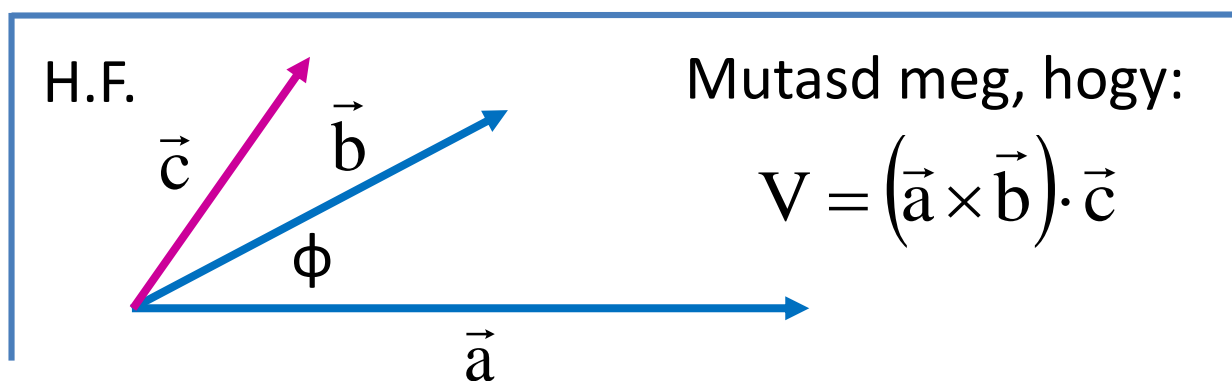 H.F.
Mutasd meg, hogy:
V = (a⃗ × b⃗) · c⃗
c⃗
b⃗
ϕ
a⃗